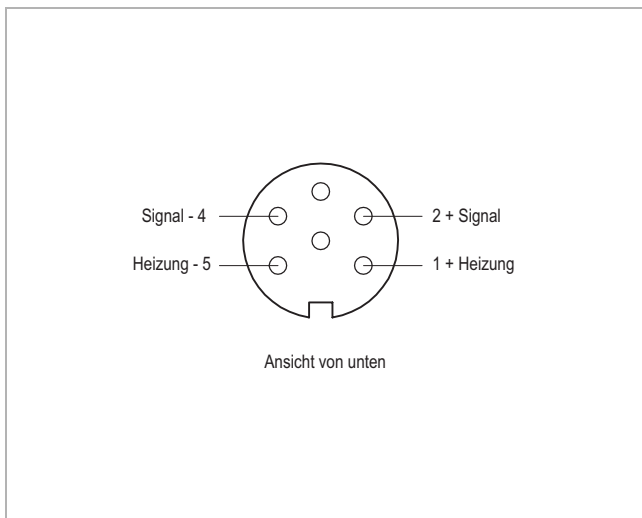 Signal - 4
2 + Signal
Heizung - 5
1 + Heizung
Ansicht von unten